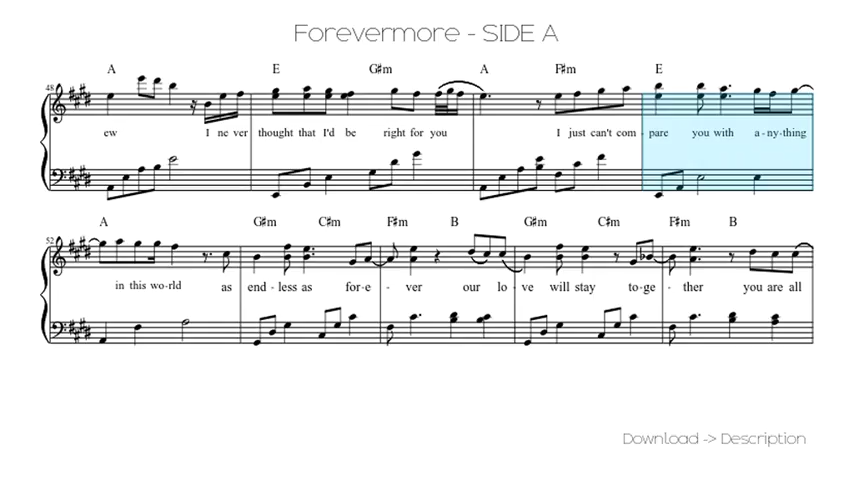 Forevermore - SIDE A
A E G♯m A F♯m E
48
ew I ne ver thought that I'd be right for you I just can't com - pare you with a - ny - thing
A G♯m C♯m F♯m B G♯m C♯m F♯m B
52
in this wo-rld as end - less as for - e - ver our lo - ve will stay to-ge - ther you are all
Download -> Description